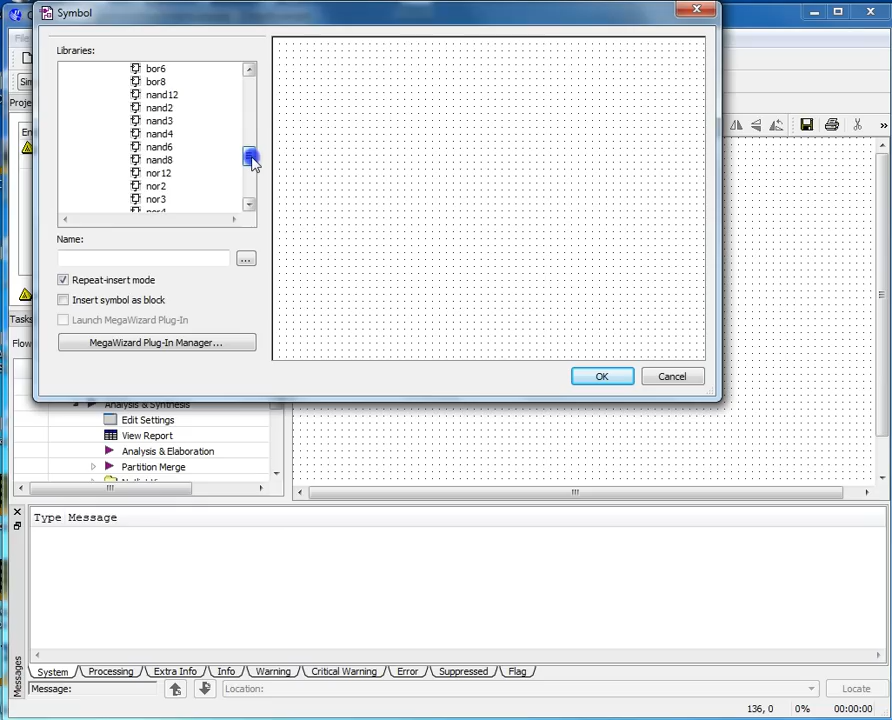 Symbol
Libraries:
bor6
bor8
nand12
nand2
nand3
nand4
nand6
nand8
nor12
nor2
nor3
Name:
...
Repeat-insert mode
Insert symbol as block
Launch MegaWizard Plug-In
MegaWizard Plug-In Manager...
OK
Cancel
»
Analysis & Synthesis
Edit Settings
View Report
Analysis & Elaboration
Partition Merge
Type Message
Messages
System
Processing
Extra Info
Info
Warning
Critical Warning
Error
Suppressed
Flag
Message:
Location:
Locate
136, 0
0%
00:00:00